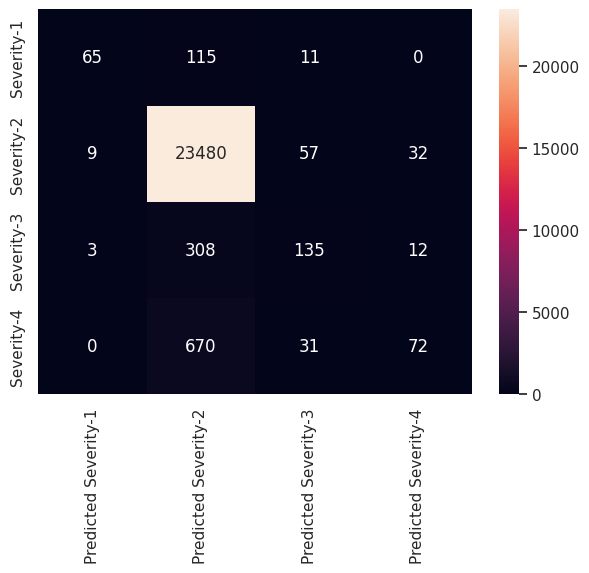 Severity-1
65 115 11 0
Severity-2
9 23480 57 32
Severity-3
3 308 135 12
Severity-4
0 670 31 72
Predicted Severity-1
Predicted Severity-2
Predicted Severity-3
Predicted Severity-4
20000
15000
10000
5000
0